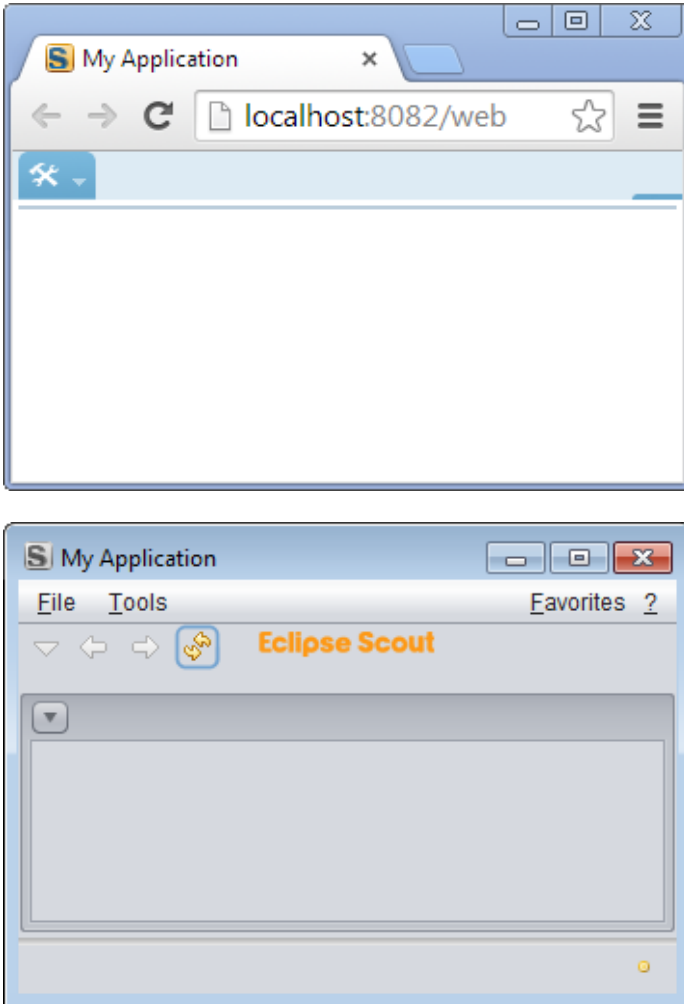 My Application
localhost:8082/web
My Application
File Tools Favorites ?
Eclipse Scout